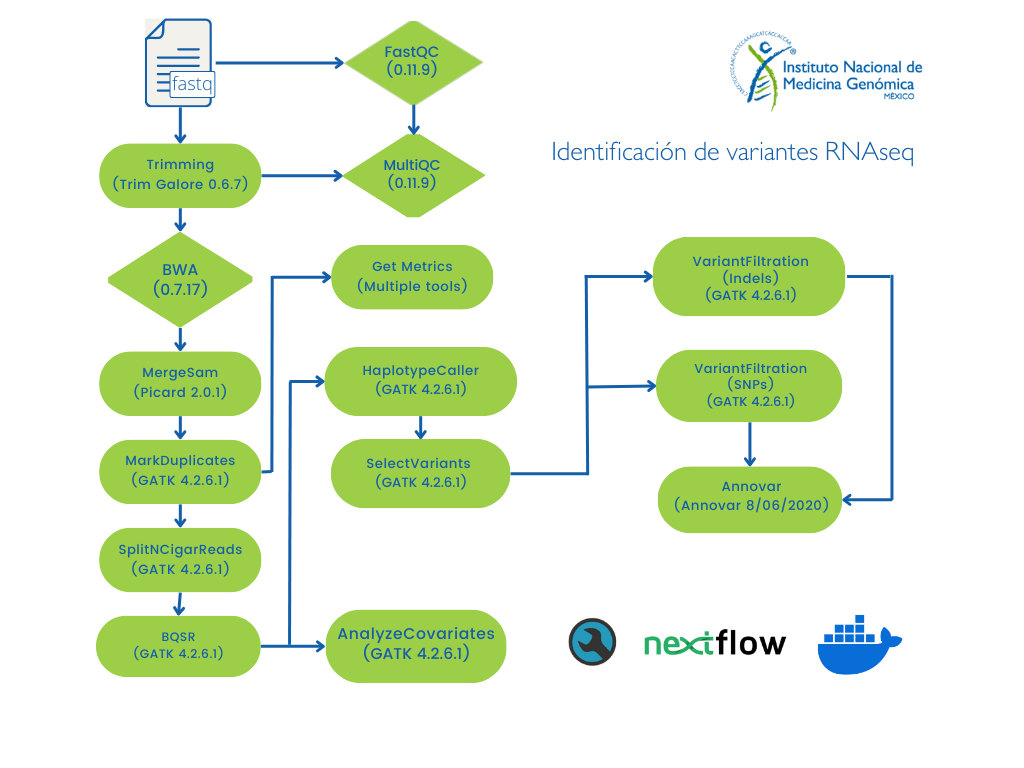 fastq
FastQC
(0.11.9)
Instituto Nacional de
Medicina Genómica
MÉXICO
Identificación de variantes RNAseq
Trimming
(Trim Galore 0.6.7)
MultiQC
(0.11.9)
BWA
(0.7.17)
Get Metrics
(Multiple tools)
VariantFiltration
(Indels)
(GATK 4.2.6.1)
MergeSam
(Picard 2.0.1)
HaplotypeCaller
(GATK 4.2.6.1)
VariantFiltration
(SNPs)
(GATK 4.2.6.1)
MarkDuplicates
(GATK 4.2.6.1)
SelectVariants
(GATK 4.2.6.1)
Annovar
(Annovar 8/06/2020)
SplitNCigarReads
(GATK 4.2.6.1)
BQSR
(GATK 4.2.6.1)
AnalyzeCovariates
(GATK 4.2.6.1)
nextflow